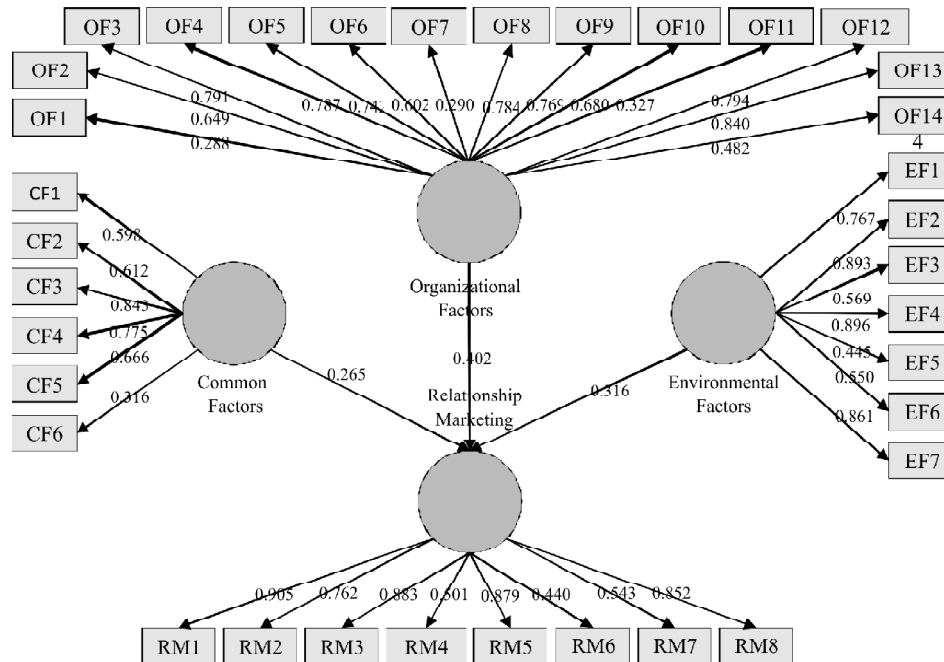 OF3 OF4 OF5 OF6 OF7 OF8 OF9 OF10 OF11 OF12
OF2
OF13
OF1
OF14
4
0.791
0.787
0.602
0.290
0.784
0.680
0.327
0.794
0.649
0.840
0.288
0.482
CF1
CF2
CF3
CF4
CF5
CF6
0.598
0.612
0.843
0.775
0.666
0.316
EF1
EF2
EF3
EF4
EF5
EF6
EF7
0.767
0.893
0.569
0.896
0.445
0.550
0.861
Organizational
Factors
0.402
Common
Factors
0.265
Relationship
Marketing
0.316
Environmental
Factors
0.905
0.762
0.883
0.501
0.879
0.440
0.543
0.852
RM1 RM2 RM3 RM4 RM5 RM6 RM7 RM8